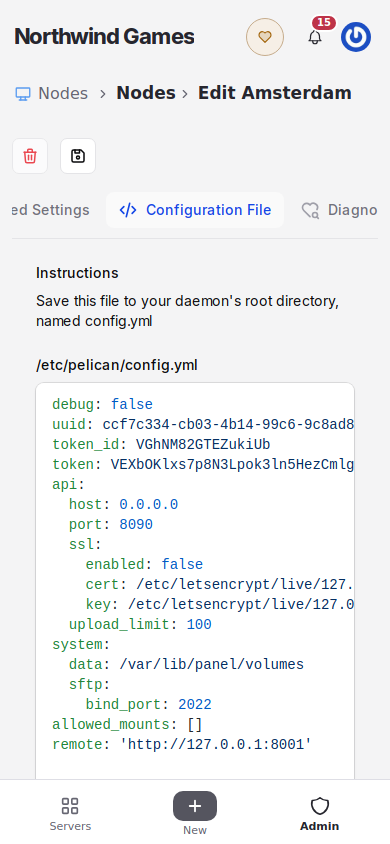 Northwind Games
15
Nodes > Nodes > Edit Amsterdam
ed Settings
Configuration File
Diagno
Instructions
Save this file to your daemon's root directory,
named config.yml
/etc/pelican/config.yml
debug: false
uuid: ccf7c334-cb03-4b14-99c6-9c8ad8
token_id: VGhNM82GTEZukiUb
token: VEXbOKlxs7p8N3Lpok3ln5HezCmlg
api:
  host: 0.0.0.0
  port: 8090
  ssl:
    enabled: false
    cert: /etc/letsencrypt/live/127.
    key: /etc/letsencrypt/live/127.0
  upload_limit: 100
system:
  data: /var/lib/panel/volumes
  sftp:
    bind_port: 2022
allowed_mounts: []
remote: 'http://127.0.0.1:8001'
Servers
New
Admin